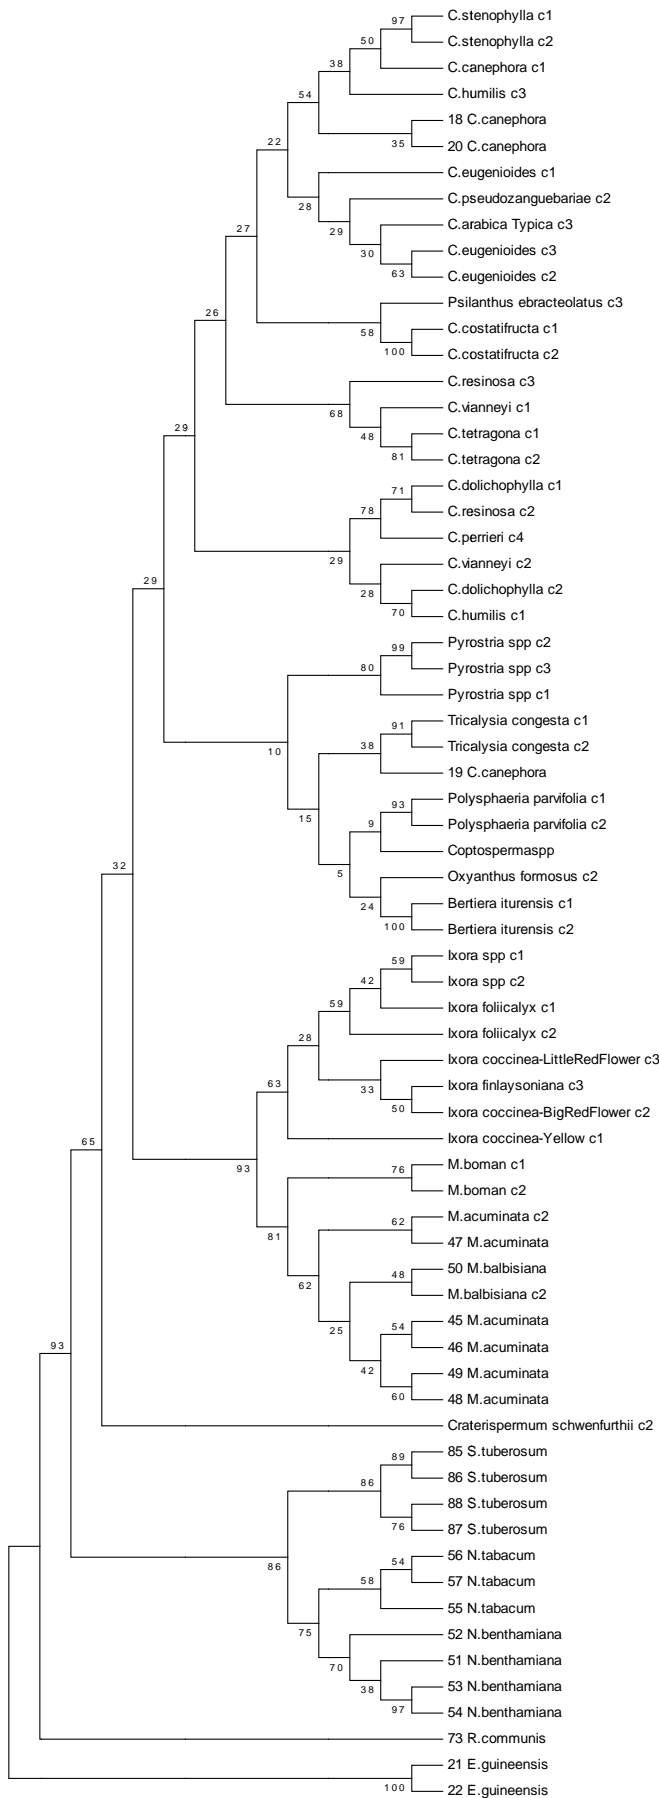 97 C.stenophylla c1
50 C.stenophylla c2
38 C.canephora c1
54 C.humilis c3
18 C.canephora
35 20 C.canephora
22 C.eugenioides c1
28 C.pseudozanguebariae c2
29 C.arabica Typica c3
27 30 C.eugenioides c3
63 C.eugenioides c2
Psilanthus ebracteolatus c3
26 58 C.costatifructa c1
100 C.costatifructa c2
C.resinosa c3
68 C.vianneyi c1
29 48 C.tetragona c1
81 C.tetragona c2
71 C.dolichophylla c1
78 C.resinosa c2
C.perrieri c4
29 C.vianneyi c2
29 28 C.dolichophylla c2
70 C.humilis c1
99 Pyrostria spp c2
80 Pyrostria spp c3
Pyrostria spp c1
91 Tricalysia congesta c1
10 38 Tricalysia congesta c2
19 C.canephora
93 Polysphaeria parvifolia c1
15 9 Polysphaeria parvifolia c2
Coptospermaspp
32 5 Oxyanthus formosus c2
24 Bertiera iturensis c1
100 Bertiera iturensis c2
59 Ixora spp c1
42 Ixora spp c2
59 Ixora foliicalyx c1
28 Ixora foliicalyx c2
Ixora coccinea-LittleRedFlower c3
63 33 Ixora finlaysoniana c3
50 Ixora coccinea-BigRedFlower c2
65 Ixora coccinea-Yellow c1
93 76 M.boman c1
M.boman c2
81 62 M.acuminata c2
47 M.acuminata
62 48 50 M.balbisiana
M.balbisiana c2
25 54 45 M.acuminata
93 46 M.acuminata
42 49 M.acuminata
60 48 M.acuminata
Craterispermum schwenfurthii c2
89 85 S.tuberosum
86 86 S.tuberosum
88 S.tuberosum
76 87 S.tuberosum
86 54 56 N.tabacum
58 57 N.tabacum
55 N.tabacum
75 52 N.benthamiana
70 51 N.benthamiana
38 53 N.benthamiana
97 54 N.benthamiana
73 R.communis
21 E.guineensis
100 22 E.guineensis